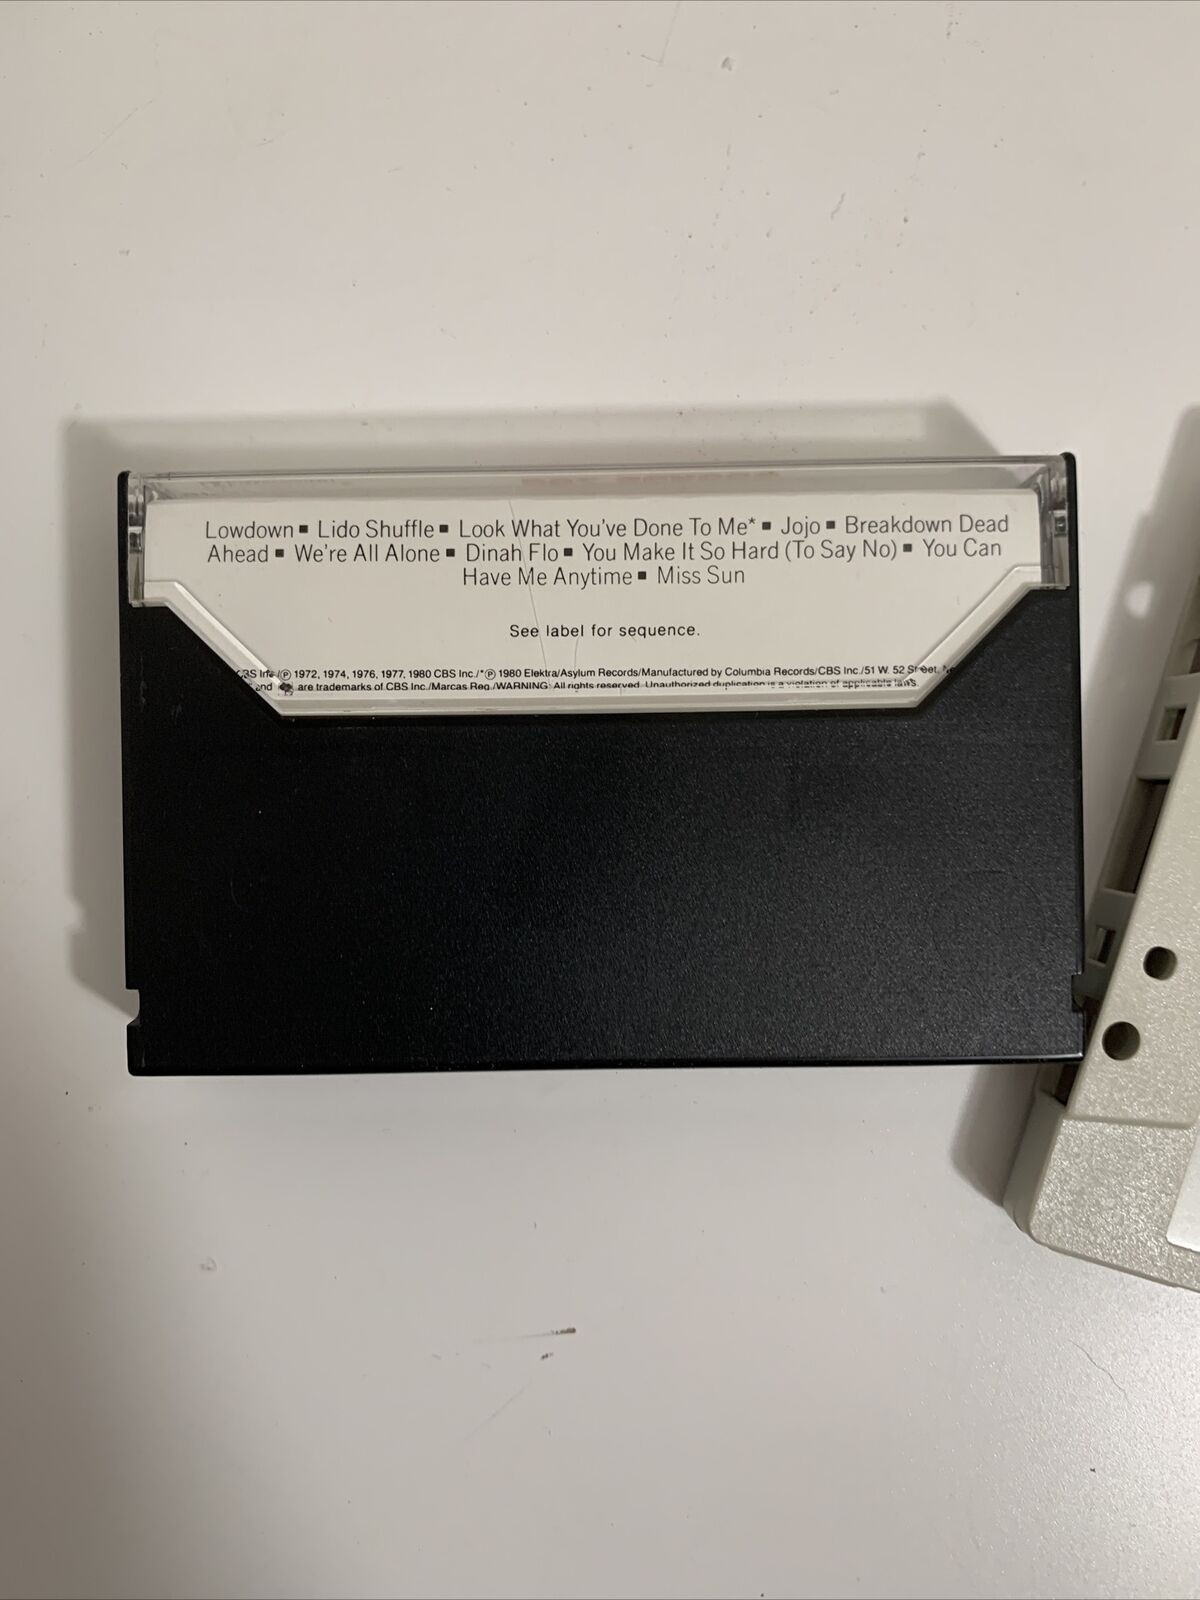 Lowdown ▪ Lido Shuffle ▪ Look What You've Done To Me* ▪ Jojo ▪ Breakdown Dead
Ahead ▪ We're All Alone ▪ Dinah Flo ▪ You Make It So Hard (To Say No) ▪ You Can
Have Me Anytime ▪ Miss Sun
See label for sequence.
℗ 1972, 1974, 1976, 1977, 1980 CBS Inc./*℗ 1980 Elektra/Asylum Records/Manufactured by Columbia Records/CBS Inc./51 W. 52 Street,
and are trademarks of CBS Inc./Marcas Reg./WARNING: All rights reserved. Unauthorized duplication is a violation of applicable laws.